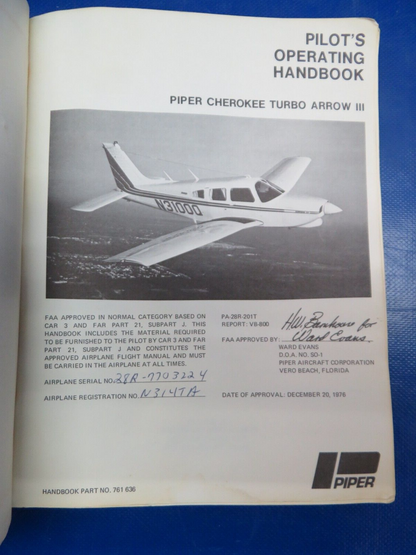 PILOT'S
OPERATING
HANDBOOK
PIPER CHEROKEE TURBO ARROW III
N3100Q
FAA APPROVED IN NORMAL CATEGORY BASED ON
CAR 3 AND FAR PART 21, SUBPART J. THIS
HANDBOOK INCLUDES THE MATERIAL REQUIRED
TO BE FURNISHED TO THE PILOT BY CAR 3 AND FAR
PART 21, SUBPART J AND CONSTITUTES THE
APPROVED AIRPLANE FLIGHT MANUAL AND MUST
BE CARRIED IN THE AIRPLANE AT ALL TIMES.
AIRPLANE SERIAL NO. 28R-7703224
AIRPLANE REGISTRATION NO. N314TA
PA-28R-201T
REPORT: VB-800
FAA APPROVED BY: H.W. for
Ward Evans
WARD EVANS
D.O.A. NO. SO-1
PIPER AIRCRAFT CORPORATION
VERO BEACH, FLORIDA
DATE OF APPROVAL: DECEMBER 20, 1976
PIPER
HANDBOOK PART NO. 761 636